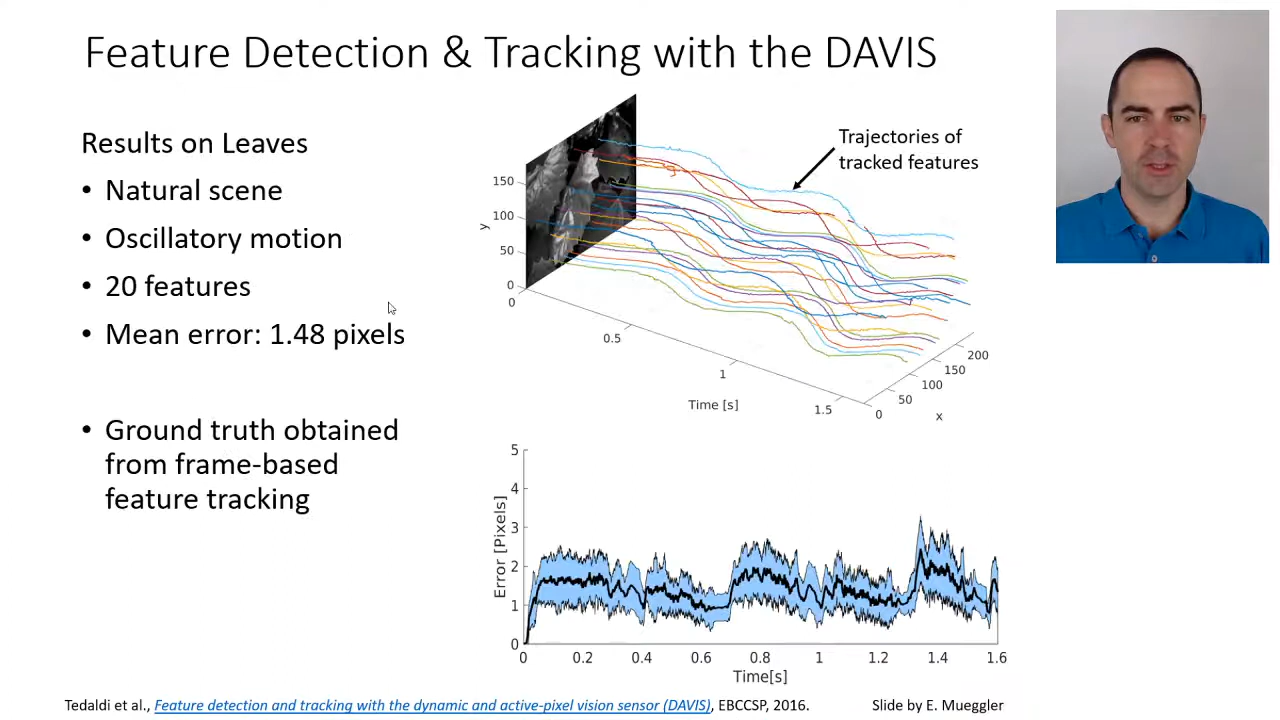 Feature Detection & Tracking with the DAVIS
Results on Leaves
• Natural scene
• Oscillatory motion
• 20 features
• Mean error: 1.48 pixels
• Ground truth obtained
from frame-based
feature tracking
Trajectories of
tracked features
150
100
50
0
y
0
0.5
1
1.5
Time [s]
0
50
100
150
200
x
5
4
3
2
1
0
Error [Pixels]
0
0.2
0.4
0.6
0.8
1
1.2
1.4
1.6
Time[s]
Tedaldi et al., Feature detection and tracking with the dynamic and active-pixel vision sensor (DAVIS), EBCCSP, 2016.
Slide by E. Mueggler